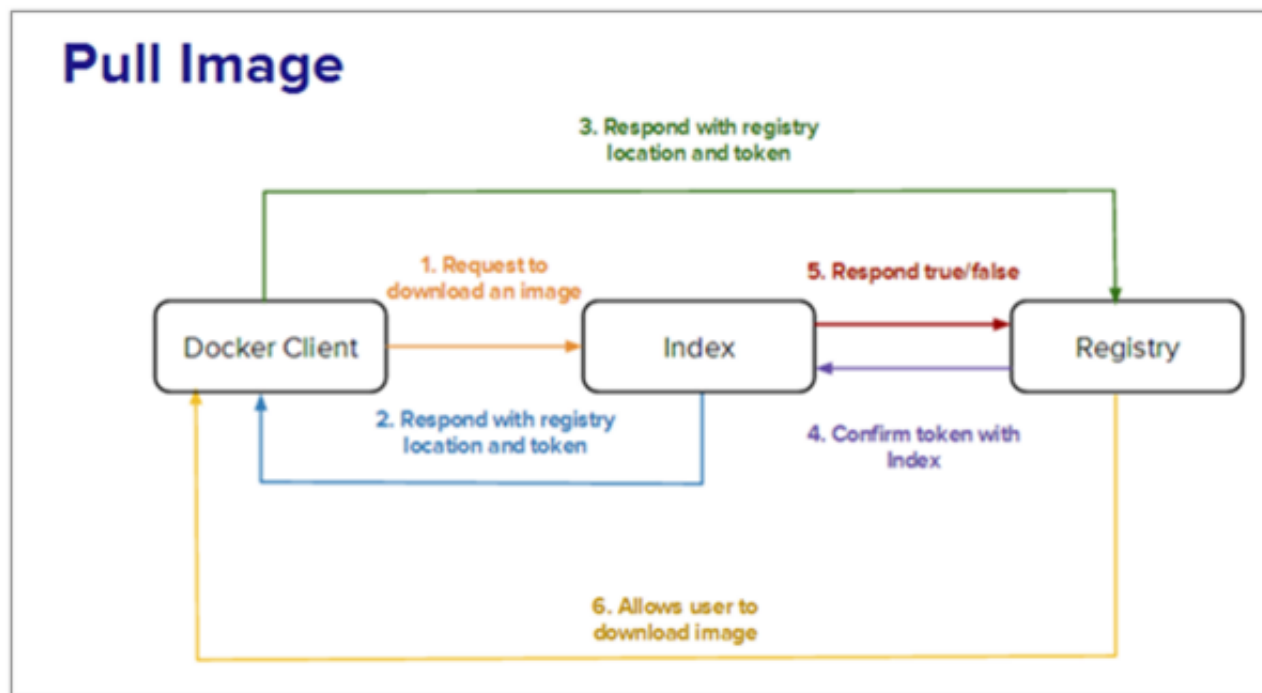 Pull Image
3. Respond with registry
location and token
1. Request to
download an image
5. Respond true/false
Docker Client
Index
Registry
2. Respond with registry
location and token
4. Confirm token with
Index
6. Allows user to
download image